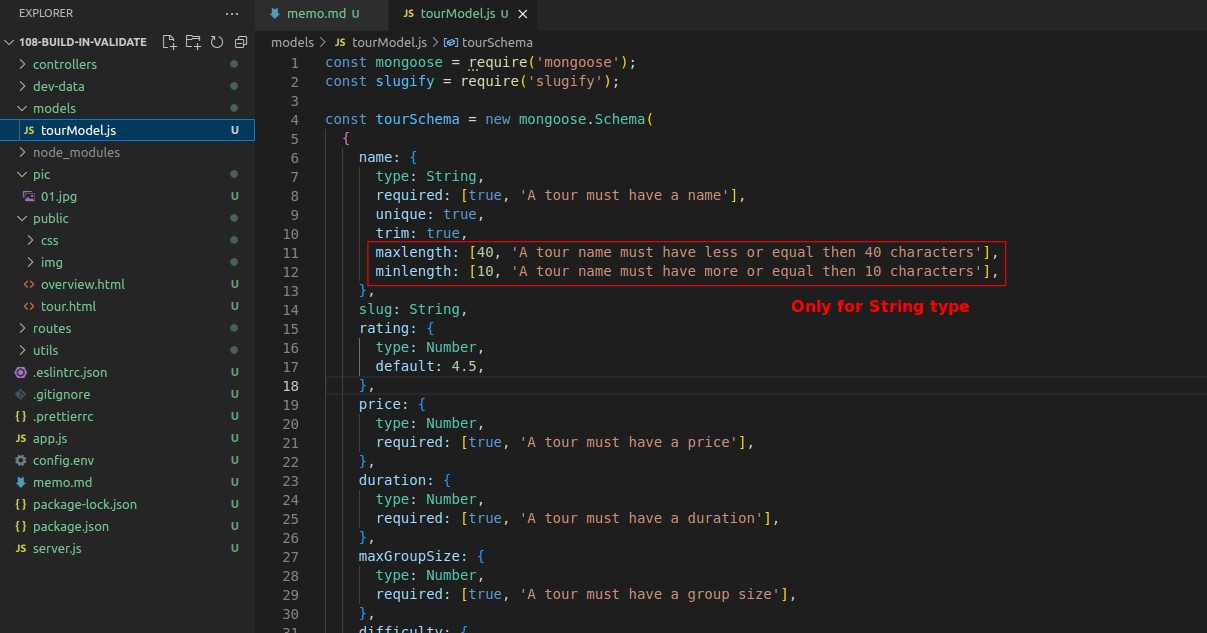 EXPLORER ...
108-BUILD-IN-VALIDATE
controllers
dev-data
models
JS tourModel.js U
node_modules
pic
01.jpg U
public
css
img
<> overview.html U
<> tour.html U
routes
utils
.eslintrc.json U
.gitignore U
{} .prettierrc U
JS app.js U
config.env U
memo.md U
{} package-lock.json U
{} package.json U
JS server.js U
memo.md U
JS tourModel.js U
models > JS tourModel.js > tourSchema
1 const mongoose = require('mongoose');
2 const slugify = require('slugify');
3
4 const tourSchema = new mongoose.Schema(
5 {
6 name: {
7 type: String,
8 required: [true, 'A tour must have a name'],
9 unique: true,
10 trim: true,
11 maxlength: [40, 'A tour name must have less or equal then 40 characters'],
12 minlength: [10, 'A tour name must have more or equal then 10 characters'],
13 },
Only for String type
14 slug: String,
15 rating: {
16 type: Number,
17 default: 4.5,
18 },
19 price: {
20 type: Number,
21 required: [true, 'A tour must have a price'],
22 },
23 duration: {
24 type: Number,
25 required: [true, 'A tour must have a duration'],
26 },
27 maxGroupSize: {
28 type: Number,
29 required: [true, 'A tour must have a group size'],
30 },
31 difficulty: {